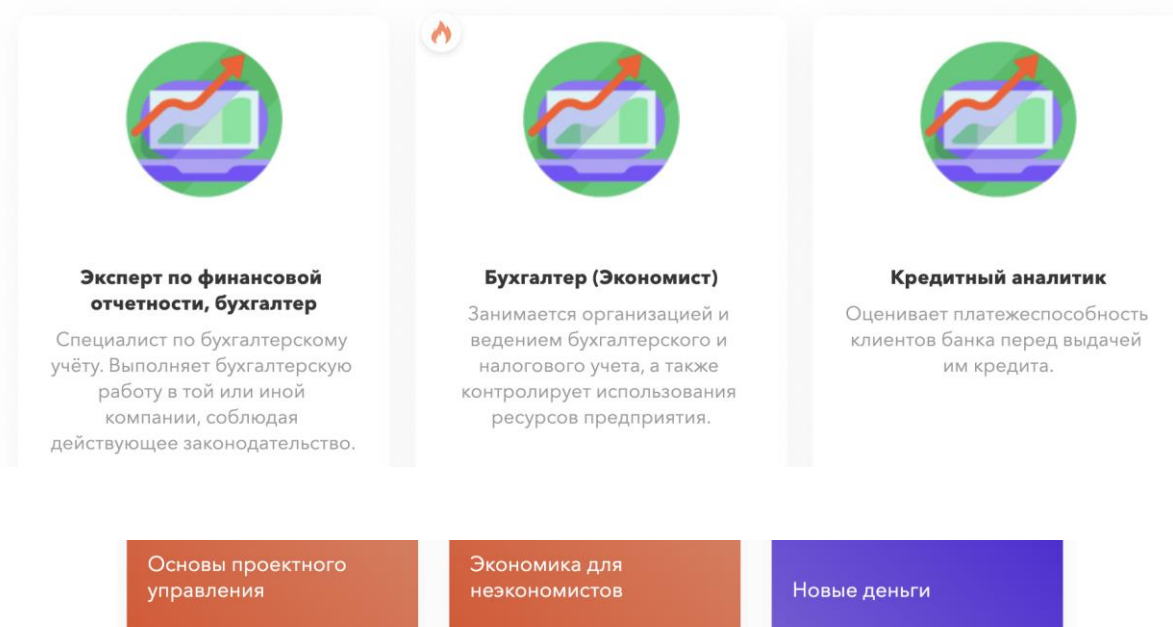 Эксперт по финансовой
отчетности, бухгалтер
Специалист по бухгалтерскому
учёту. Выполняет бухгалтерскую
работу в той или иной
компании, соблюдая
действующее законодательство.
Бухгалтер (Экономист)
Занимается организацией и
ведением бухгалтерского и
налогового учета, а также
контролирует использования
ресурсов предприятия.
Кредитный аналитик
Оценивает платежеспособность
клиентов банка перед выдачей
им кредита.
Основы проектного
управления
Экономика для
неэкономистов
Новые деньги